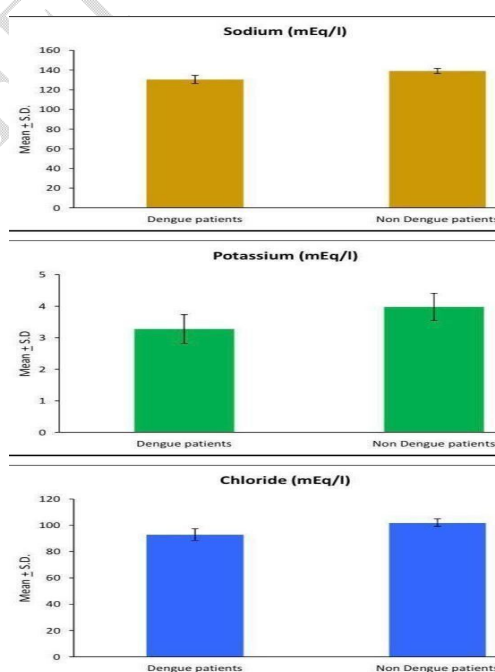 Sodium (mEq/l)
160
140
120
100
80
60
40
20
0
Mean ± S.D.
Dengue patients
Non Dengue patients
Potassium (mEq/l)
5
4
3
2
1
0
Mean ± S.D
Dengue patients
Non Dengue patients
Chloride (mEq/l)
120
100
80
60
40
20
0
Mean ± S.D.
Dengue patients
Non Dengue patients